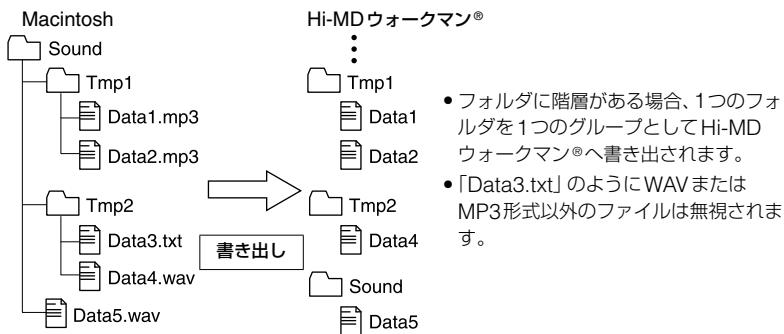 Macintosh
Sound
Tmp1
Data1.mp3
Data2.mp3
Tmp2
Data3.txt
Data4.wav
Data5.wav
書き出し
Hi-MDウォークマン®
Tmp1
Data1
Data2
Tmp2
Data4
Sound
Data5
•フォルダに階層がある場合、1つのフォ
ルダを1つのグループとしてHi-MD
ウォークマン®へ書き出されます。
•「Data3.txt」のようにWAVまたは
MP3形式以外のファイルは無視されま
す。